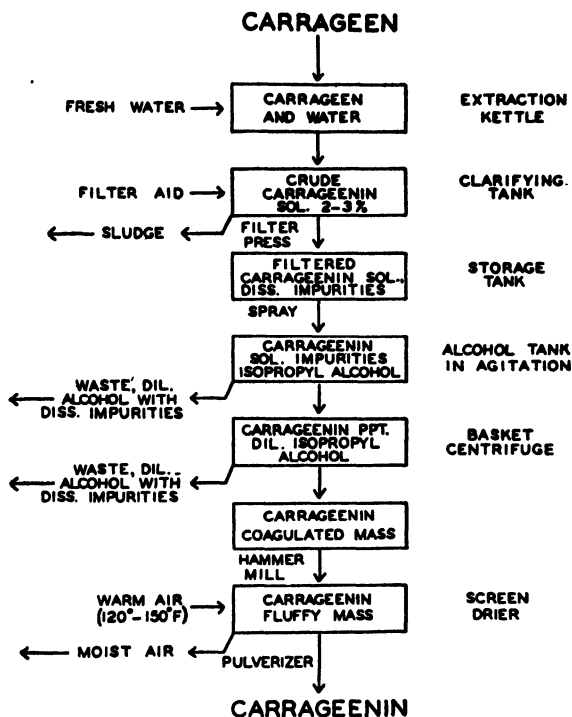 CARRAGEEN
FRESH WATER
CARRAGEEN
AND WATER
EXTRACTION
KETTLE
FILTER AID
CRUDE
CARRAGEENIN
SOL. 2-3%
CLARIFYING.
TANK
SLUDGE
FILTER
PRESS
FILTERED
CARRAGEENIN SOL.,
DISS. IMPURITIES
STORAGE
TANK
SPRAY
CARRAGEENIN
SOL. IMPURITIES
ISOPROPYL ALCOHOL
ALCOHOL TANK
IN AGITATION
WASTE, DIL.
ALCOHOL WITH
DISS. IMPURITIES
CARRAGEENIN PPT.
DIL. ISOPROPYL
ALCOHOL
BASKET
CENTRIFUGE
WASTE, DIL.
ALCOHOL WITH
DISS. IMPURITIES
CARRAGEENIN
COAGULATED MASS
HAMMER
MILL
WARM AIR
(120°-150°F)
CARRAGEENIN
FLUFFY MASS
SCREEN
DRIER
MOIST AIR
PULVERIZER
CARRAGEENIN